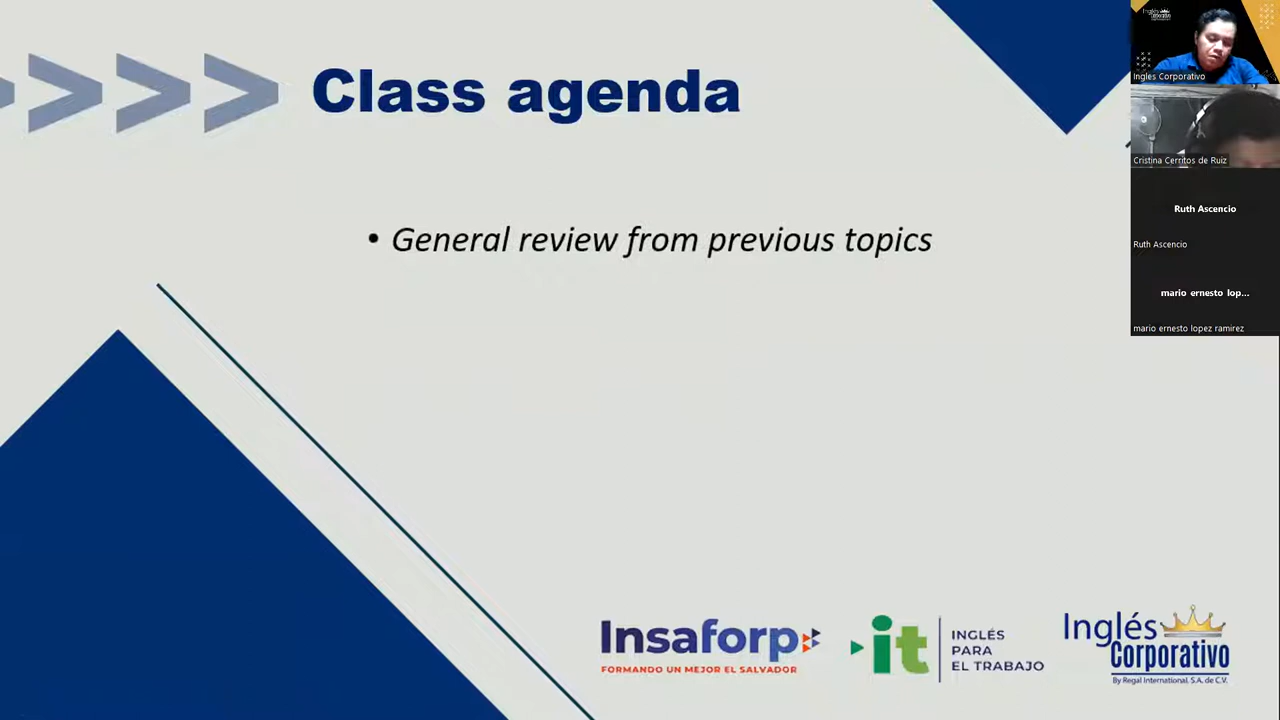 Class agenda
• General review from previous topics
Inglés
Corporativo
Ingles Corporativo
Cristina Cerritos de Ruiz
Ruth Ascencio
Ruth Ascencio
mario ernesto lop...
mario ernesto lopez ramirez
Insaforp
FORMANDO UN MEJOR EL SALVADOR
it
INGLÉS
PARA
EL TRABAJO
Inglés
Corporativo
By Regal International, S.A. de C.V.